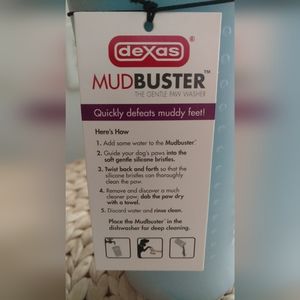 dexas®
MUDBUSTER™
THE GENTLE PAW WASHER
Quickly defeats muddy feet!
Here's How
1. Add some water to the Mudbuster®.
2. Guide your dog's paws into the
soft gentle silicone bristles.
3. Twist back and forth so that the
silicone bristles can thoroughly
clean the paw.
4. Remove and discover a much
cleaner paw; dab the paw dry
with a towel.
5. Discard water and rinse clean.
Place the Mudbuster® in the
dishwasher for deep cleaning.